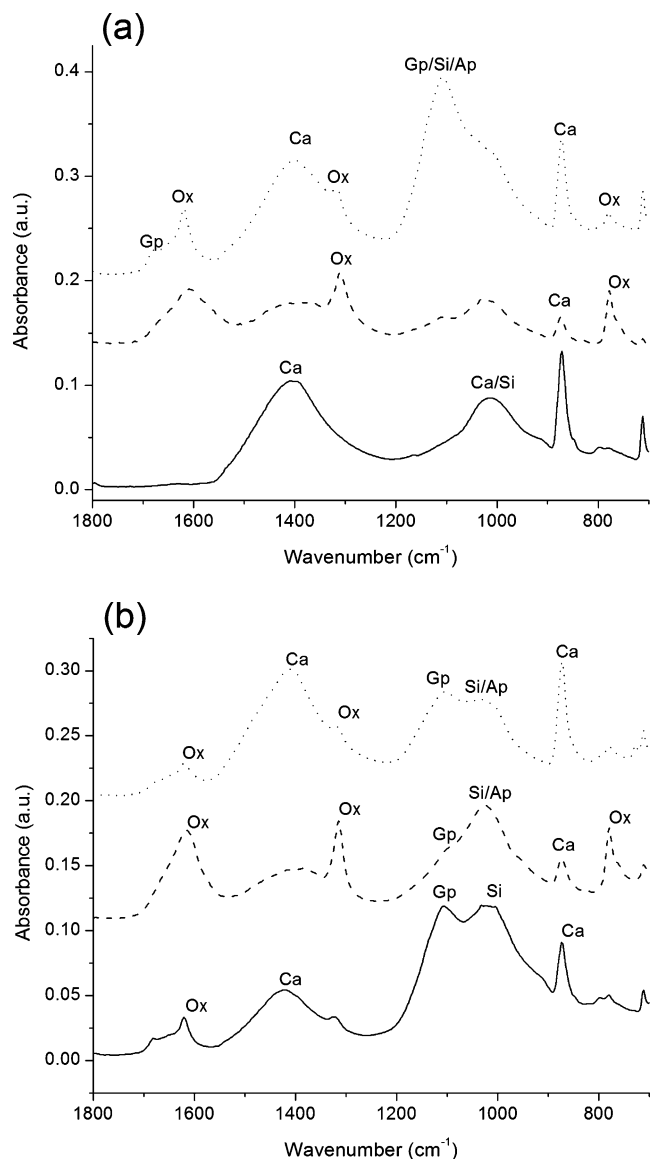 (a)
0.4
0.3
0.2
0.1
0.0
Absorbance (a.u.)
Gp/Si/Ap
Ca
Ca
Ox
Ox
Ox
Gp
Ox
Ox
Ca
Ca
Ca/Si
1800 1600 1400 1200 1000 800
Wavenumber (cm⁻¹)
(b)
0.30
0.25
0.20
0.15
0.10
0.05
0.00
Absorbance (a.u.)
Ca
Ca
Gp
Si/Ap
Ox
Ox
Si/Ap
Ox
Ox
Ox
Gp
Ca
Gp
Si
Ca
Ca
Ox
1800 1600 1400 1200 1000 800
Wavenumber (cm⁻¹)